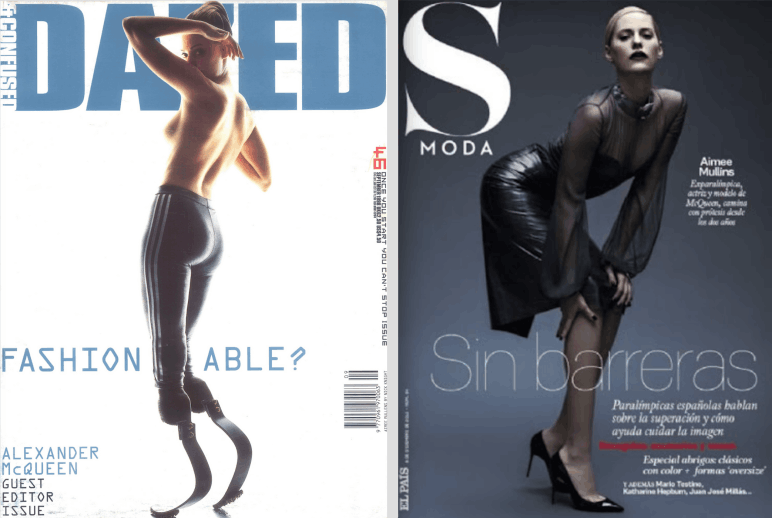 &CONFUSED
DAZED
46
ONCE YOU START YOU CAN'T STOP ISSUE
FASHION ABLE?
09
ALEXANDER
McQUEEN
GUEST
EDITOR
ISSUE
S
MODA
Aimee
Mullins
Exparalímpica,
actriz y modelo de
McQueen, camina
con prótesis desde
los dos años
Sin barreras
Paralímpicas españolas hablan
sobre la superación y cómo
ayuda cuidar la imagen
Especial abrigos: clásicos
con color + formas 'oversize'
Y ADEMÁS Mario Testino,
Katharine Hepburn, Juan José Millás...
EL PAÍS